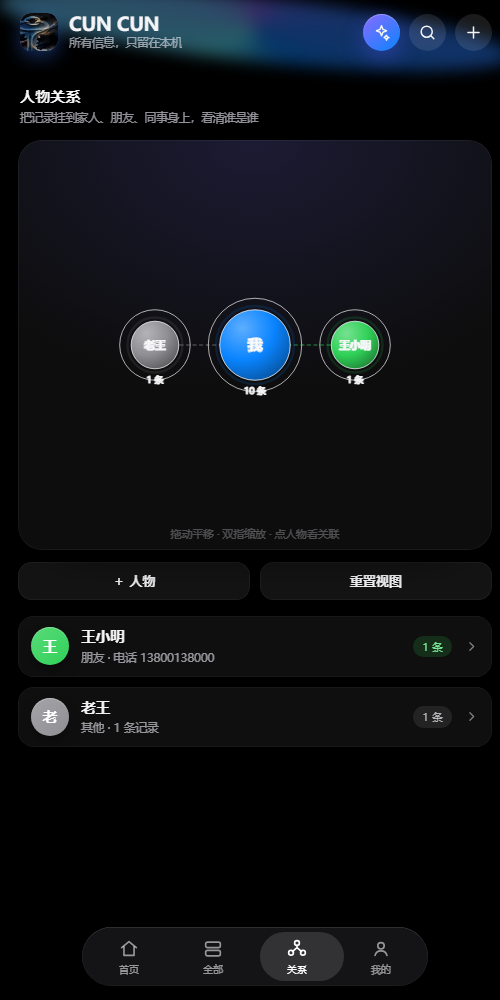 CUN CUN
所有信息，只留在本机
人物关系
把记录挂到家人、朋友、同事身上，看清谁是谁
老王
我
王小明
1 条
10 条
1 条
拖动平移 · 双指缩放 · 点人物看关联
+ 人物
重置视图
王
王小明
朋友 · 电话 13800138000
1 条
老
老王
其他 · 1 条记录
1 条
首页
全部
关系
我的